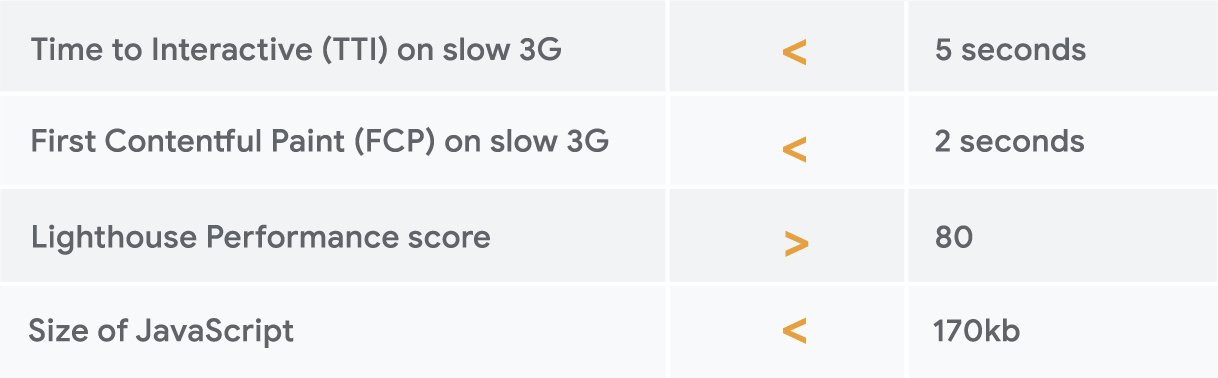 Time to Interactive (TTI) on slow 3G < 5 seconds
First Contentful Paint (FCP) on slow 3G < 2 seconds
Lighthouse Performance score > 80
Size of JavaScript < 170kb